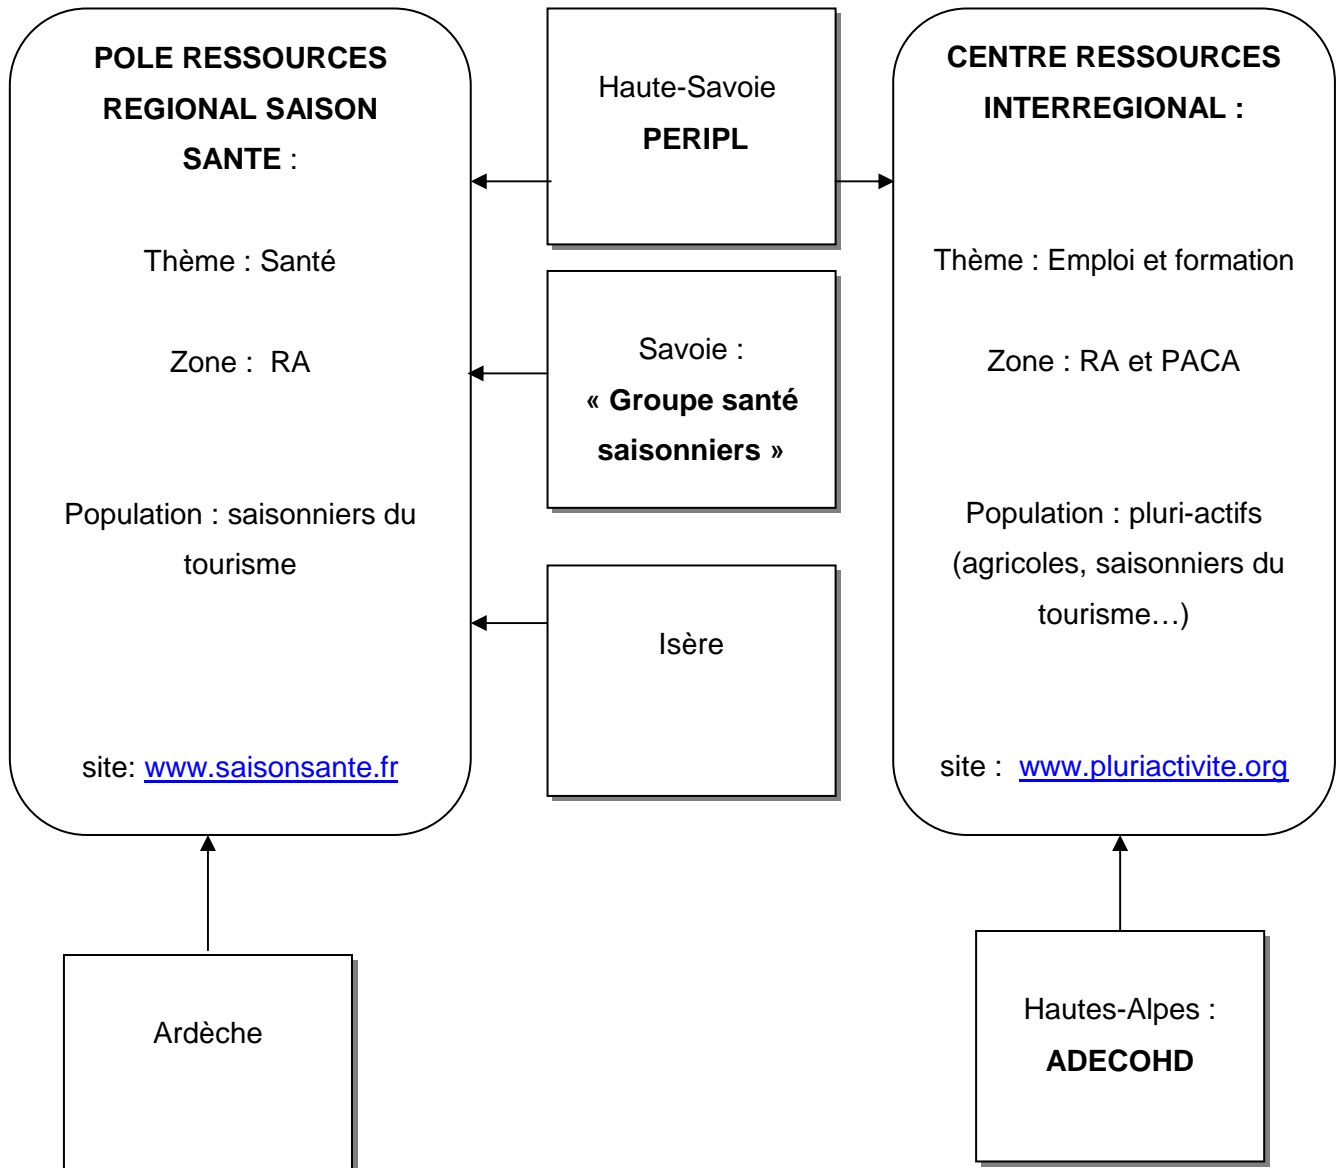 POLE RESSOURCES
REGIONAL SAISON
SANTE :
Thème : Santé
Zone : RA
Population : saisonniers du
tourisme
site: www.saisonsante.fr
Haute-Savoie
PERIPL
Savoie :
« Groupe santé
saisonniers »
Isère
CENTRE RESSOURCES
INTERREGIONAL :
Thème : Emploi et formation
Zone : RA et PACA
Population : pluri-actifs
(agricoles, saisonniers du
tourisme…)
site : www.pluriactivite.org
Ardèche
Hautes-Alpes :
ADECOHD